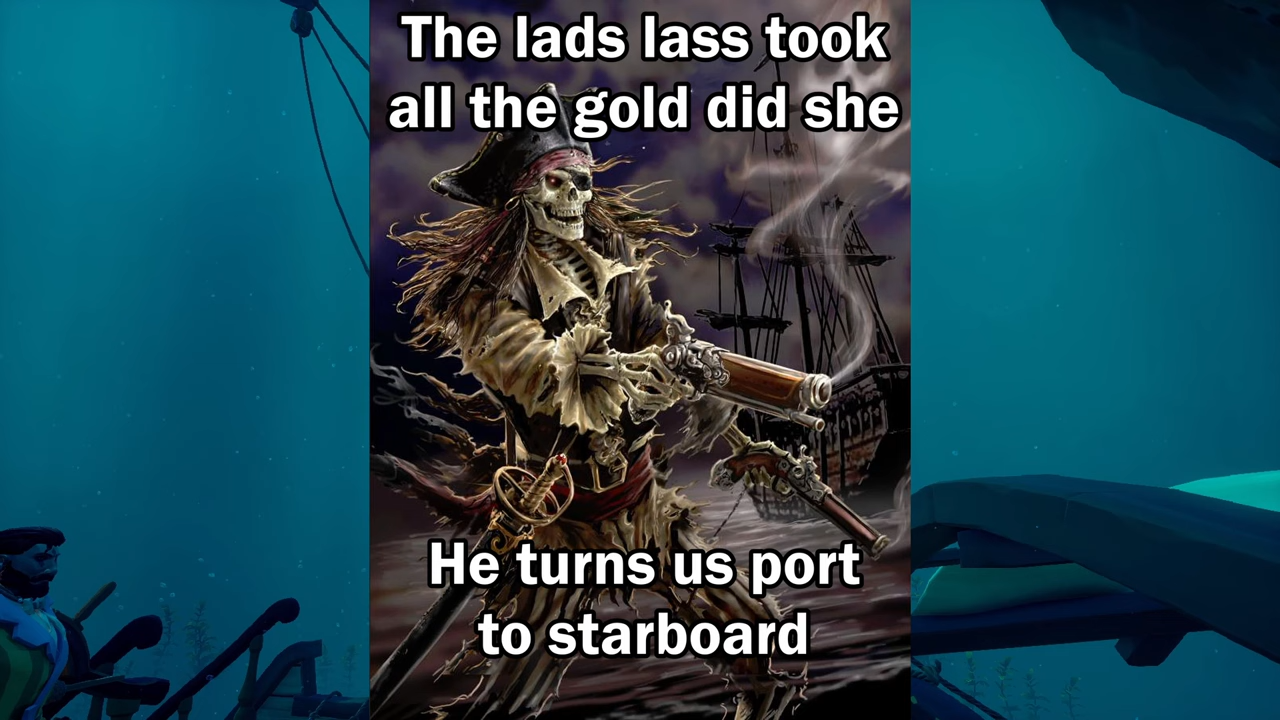 The lads lass took
all the gold did she
He turns us port
to starboard